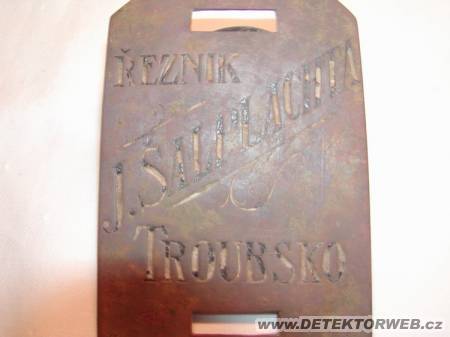 ŘEZNIK
J. ŠALPLACHTA
TROUBSKO
www.DETEKTORWEB.cz